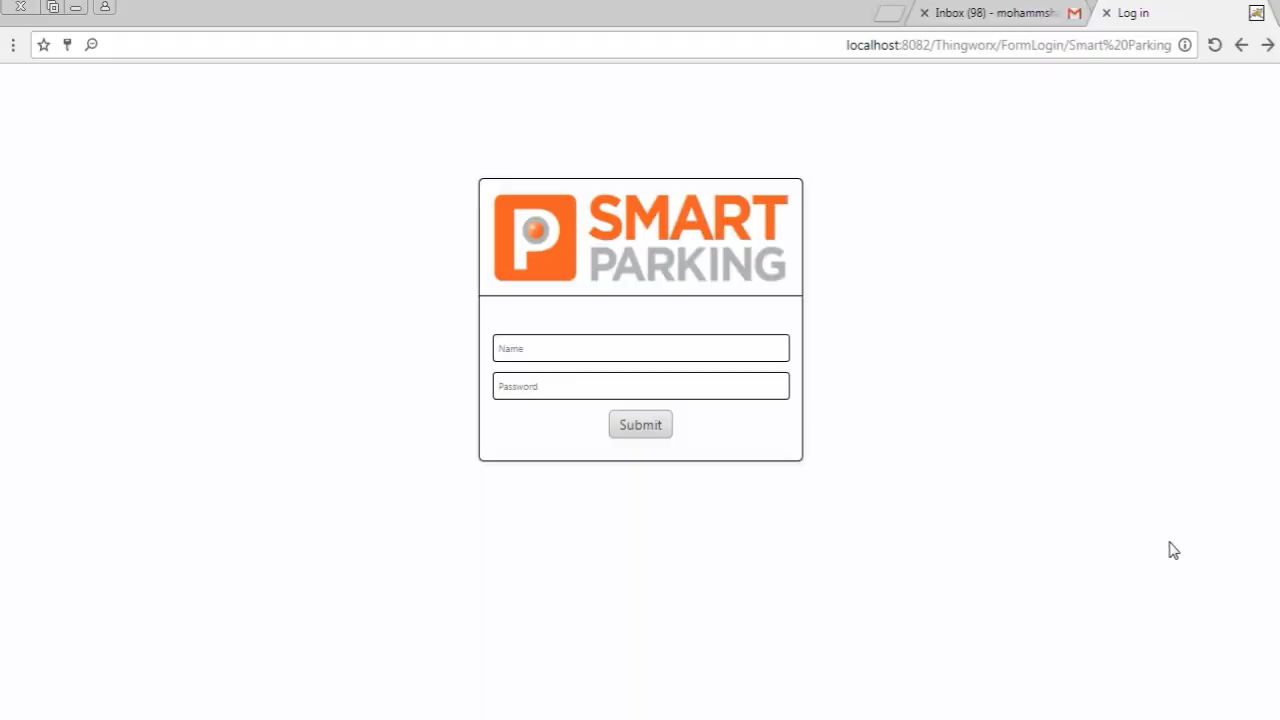 Inbox (98) - mohammsh
Log in
localhost:8082/Thingworx/FormLogin/Smart%20Parking
P SMART
PARKING
Name
Password
Submit